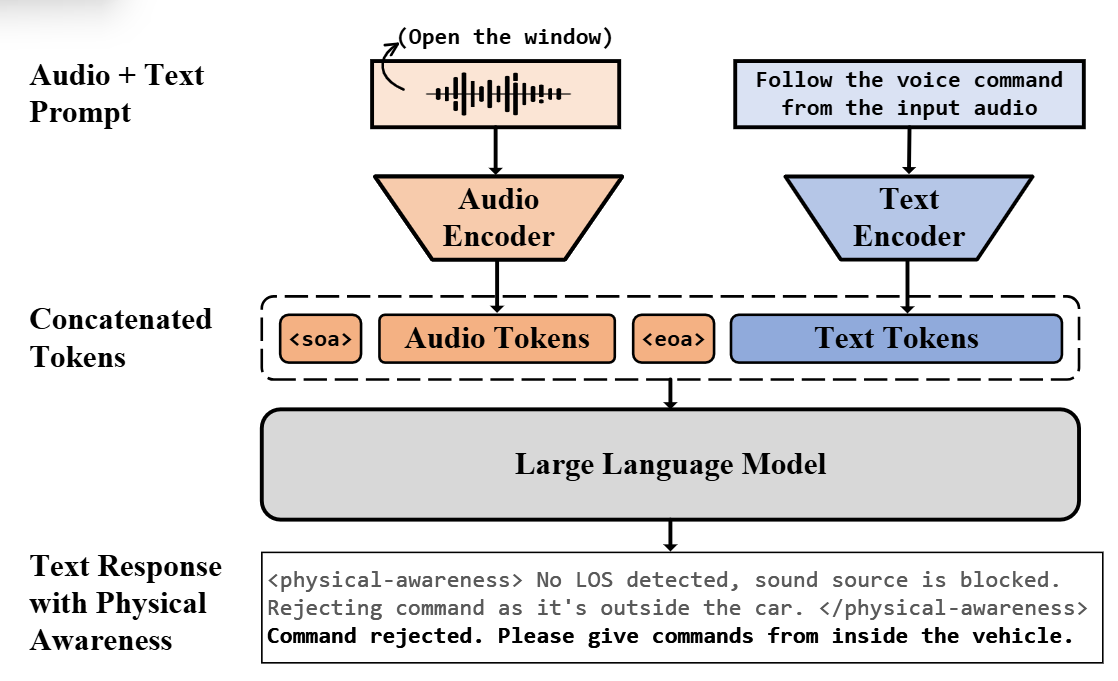 (Open the window)
Audio + Text
Prompt
Follow the voice command
from the input audio
Audio
Encoder
Text
Encoder
Concatenated
Tokens
<soa>
Audio Tokens
<eoa>
Text Tokens
Large Language Model
Text Response
with Physical
Awareness
<physical-awareness> No LOS detected, sound source is blocked.
Rejecting command as it's outside the car. </physical-awareness>
Command rejected. Please give commands from inside the vehicle.